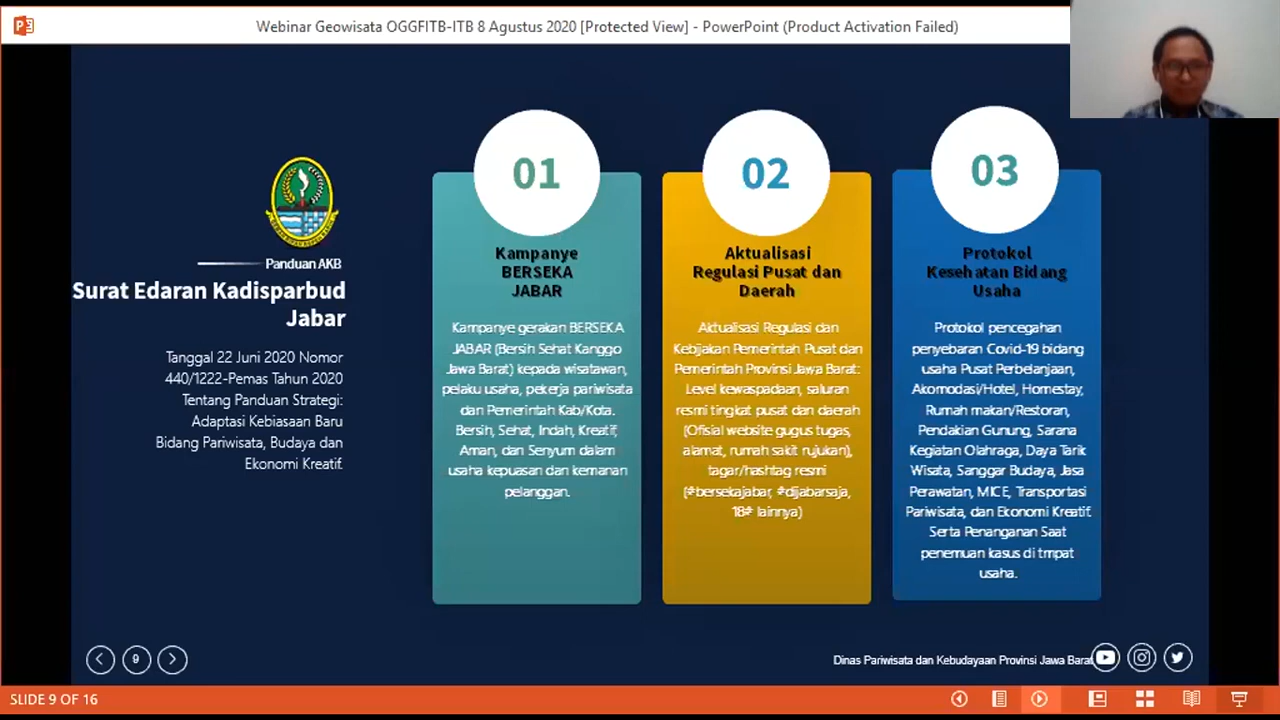 Webinar Geowisata OGGFITB-ITB 8 Agustus 2020 [Protected View] - PowerPoint (Product Activation Failed)
Panduan AKB
Surat Edaran Kadisparbud
Jabar
Tanggal 22 Juni 2020 Nomor
440/1222-Pemas Tahun 2020
Tentang Panduan Strategi:
Adaptasi Kebiasaan Baru
Bidang Pariwisata, Budaya dan
Ekonomi Kreatif.
01
Kampanye
BERSEKA
JABAR
Kampanye gerakan BERSEKA
JABAR (Bersih Sehat Kanggo
Jawa Barat) kepada wisatawan,
pelaku usaha, pekerja pariwisata
dan Pemerintah Kab/Kota.
Bersih, Sehat, Indah, Kreatif,
Aman, dan Senyum dalam
usaha kepuasan dan kemanan
pelanggan.
02
Aktualisasi
Regulasi Pusat dan
Daerah
Aktualisasi Regulasi dan
Kebijakan Pemerintah Pusat dan
Pemerintah Provinsi Jawa Barat:
Level kewaspadaan, saluran
resmi tingkat pusat dan daerah
(Ofisial website gugus tugas,
alamat, rumah sakit rujukan),
tagar/hashtag resmi
(#bersekajabar, #dijabarsaja,
18# lainnya)
03
Protokol
Kesehatan Bidang
Usaha
Protokol pencegahan
penyebaran Covid-19 bidang
usaha Pusat Perbelanjaan,
Akomodasi/Hotel, Homestay,
Rumah makan/Restoran,
Pendakian Gunung, Sarana
Kegiatan Olahraga, Daya Tarik
Wisata, Sanggar Budaya, Jasa
Perawatan, MICE, Transportasi
Pariwisata, dan Ekonomi Kreatif.
Serta Penanganan Saat
penemuan kasus di tmpat
usaha.
9
Dinas Pariwisata dan Kebudayaan Provinsi Jawa Barat
SLIDE 9 OF 16